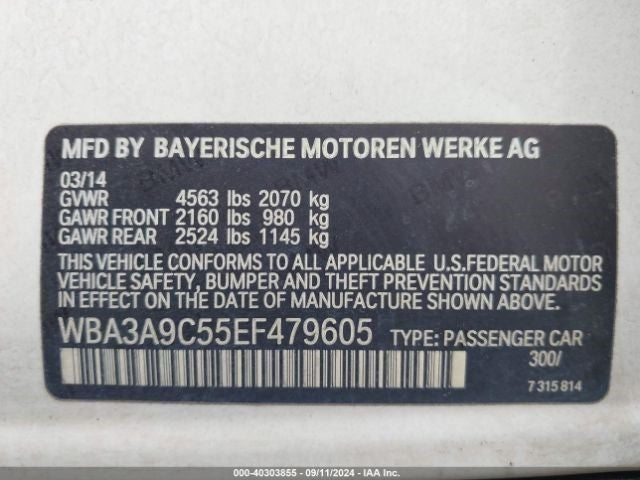 MFD BY BAYERISCHE MOTOREN WERKE AG
03/14
GVWR 4563 lbs 2070 kg
GAWR FRONT 2160 lbs 980 kg
GAWR REAR 2524 lbs 1145 kg
THIS VEHICLE CONFORMS TO ALL APPLICABLE U.S.FEDERAL MOTOR
VEHICLE SAFETY, BUMPER AND THEFT PREVENTION STANDARDS
IN EFFECT ON THE DATE OF MANUFACTURE SHOWN ABOVE.
WBA3A9C55EF479605 TYPE: PASSENGER CAR
300/
7 315 814
000-40303855 - 09/11/2024 - IAA Inc.